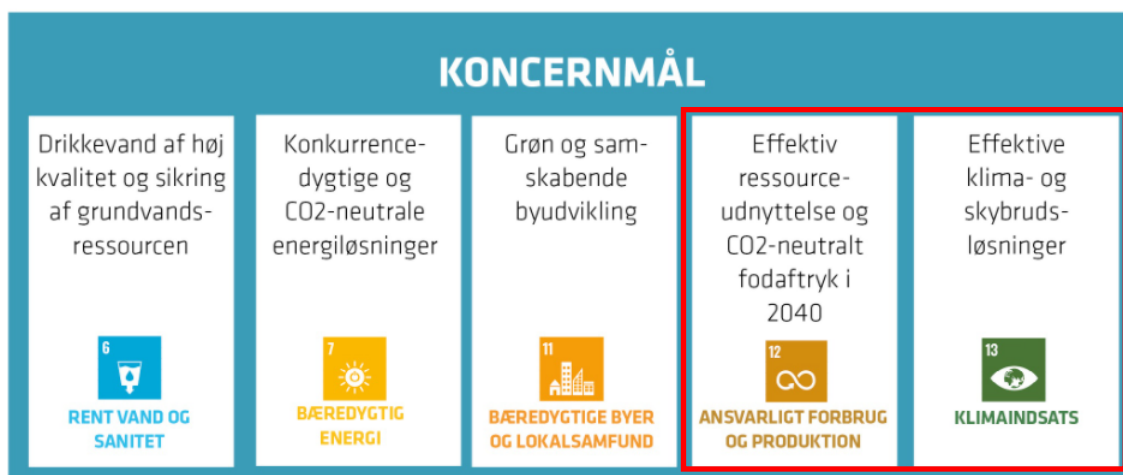 KONCERNMÅL
Drikkevand af høj
kvalitet og sikring
af grundvands-
ressourcen
6
RENT VAND OG
SANITET
Konkurrence-
dygtige og
CO2-neutrale
energiløsninger
7
BÆREDYGTIG
ENERGI
Grøn og sam-
skabende
byudvikling
11
BÆREDYGTIGE BYER
OG LOKALSAMFUND
Effektiv
ressource-
udnyttelse og
CO2-neutralt
fodaftryk i
2040
12
ANSVARLIGT FORBRUG
OG PRODUKTION
Effektive
klima- og
skybruds-
løsninger
13
KLIMAINDSATS